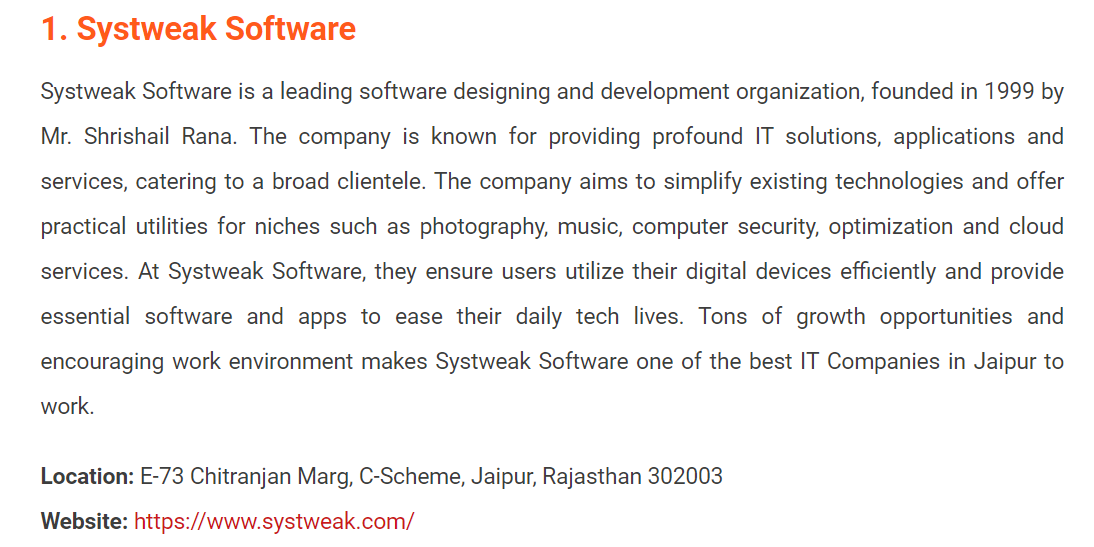 1. Systweak Software
Systweak Software is a leading software designing and development organization, founded in 1999 by
Mr. Shrishail Rana. The company is known for providing profound IT solutions, applications and
services, catering to a broad clientele. The company aims to simplify existing technologies and offer
practical utilities for niches such as photography, music, computer security, optimization and cloud
services. At Systweak Software, they ensure users utilize their digital devices efficiently and provide
essential software and apps to ease their daily tech lives. Tons of growth opportunities and
encouraging work environment makes Systweak Software one of the best IT Companies in Jaipur to
work.
Location: E-73 Chitranjan Marg, C-Scheme, Jaipur, Rajasthan 302003
Website: https://www.systweak.com/